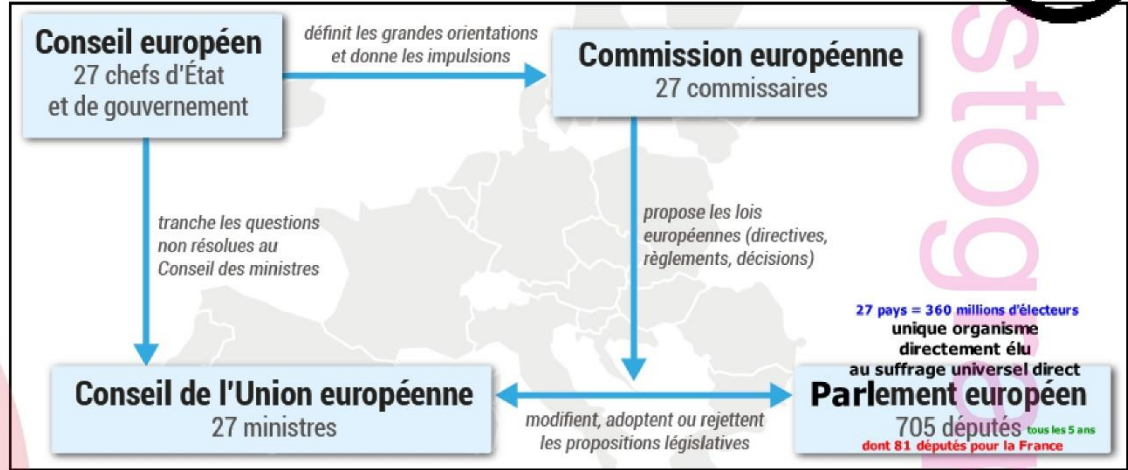 Conseil européen
27 chefs d'État
et de gouvernement
définit les grandes orientations
et donne les impulsions
Commission européenne
27 commissaires
tranche les questions
non résolues au
Conseil des ministres
propose les lois
européennes (directives,
règlements, décisions)
27 pays = 360 millions d'électeurs
unique organisme
directement élu
au suffrage universel direct
Conseil de l'Union européenne
27 ministres
modifient, adoptent ou rejettent
les propositions législatives
Parlement européen
705 députés tous les 5 ans
dont 81 députés pour la France